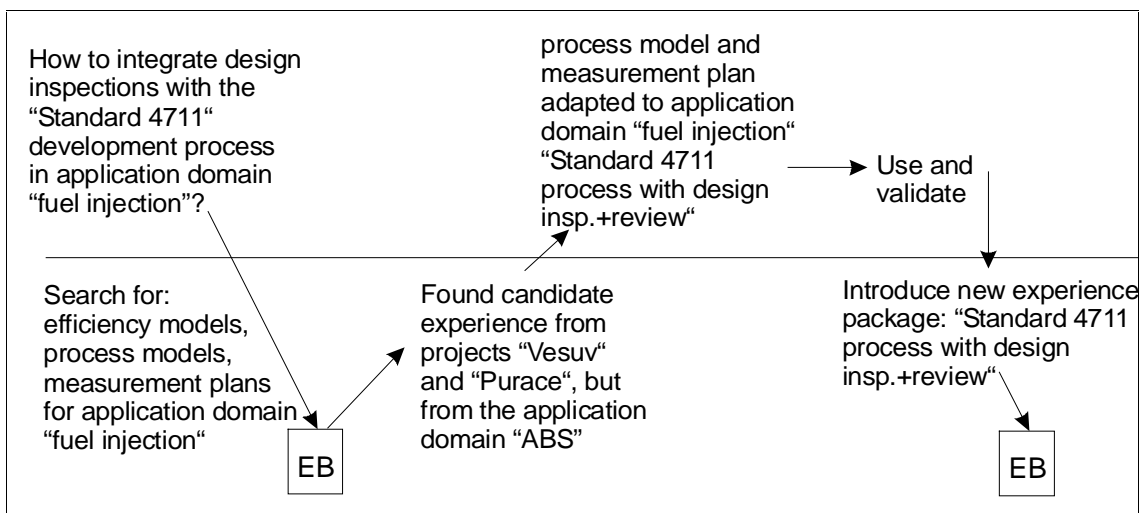 How to integrate design
inspections with the
“Standard 4711“
development process
in application domain
“fuel injection”?
process model and
measurement plan
adapted to application
domain “fuel injection“
“Standard 4711
process with design
insp.+review“
Use and
validate
Search for:
efficiency models,
process models,
measurement plans
for application domain
“fuel injection“
EB
Found candidate
experience from
projects “Vesuv“
and “Purace“, but
from the application
domain “ABS”
Introduce new experience
package: “Standard 4711
process with design
insp.+review“
EB